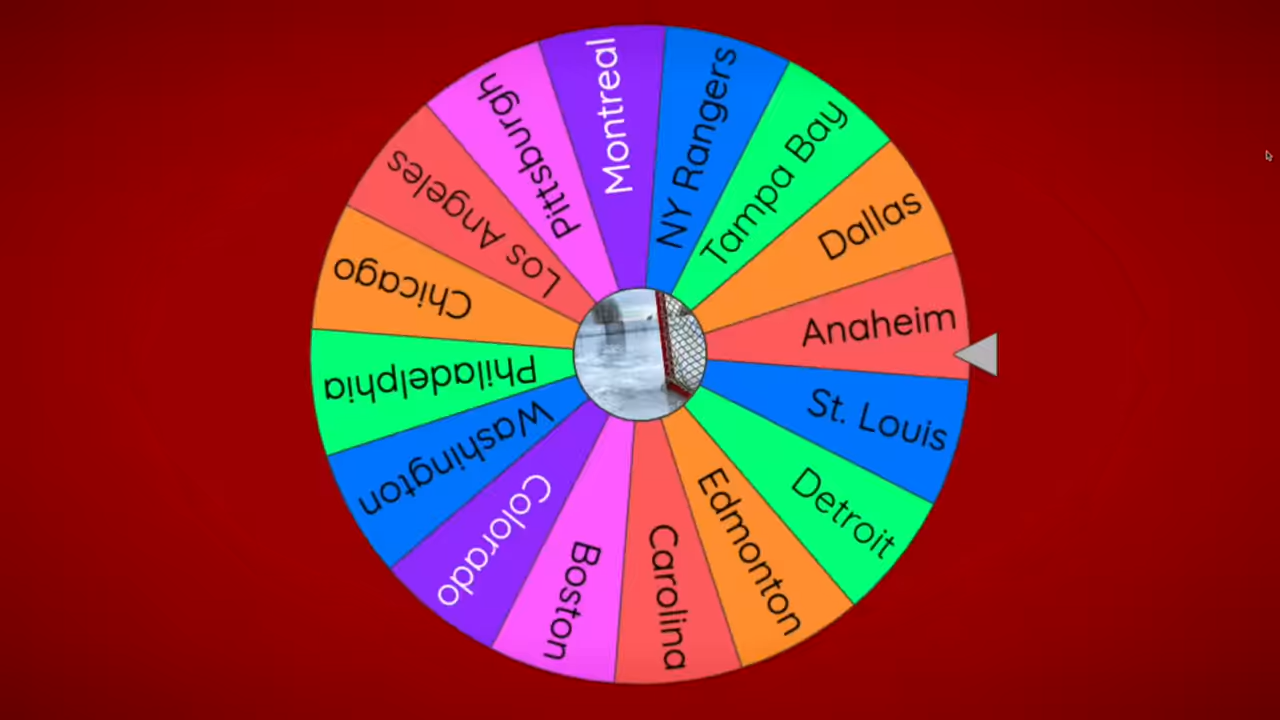 Montreal
NY Rangers
Tampa Bay
Dallas
Anaheim
St. Louis
Detroit
Edmonton
Carolina
Boston
Colorado
Washington
Philadelphia
Chicago
Los Angeles
Pittsburgh